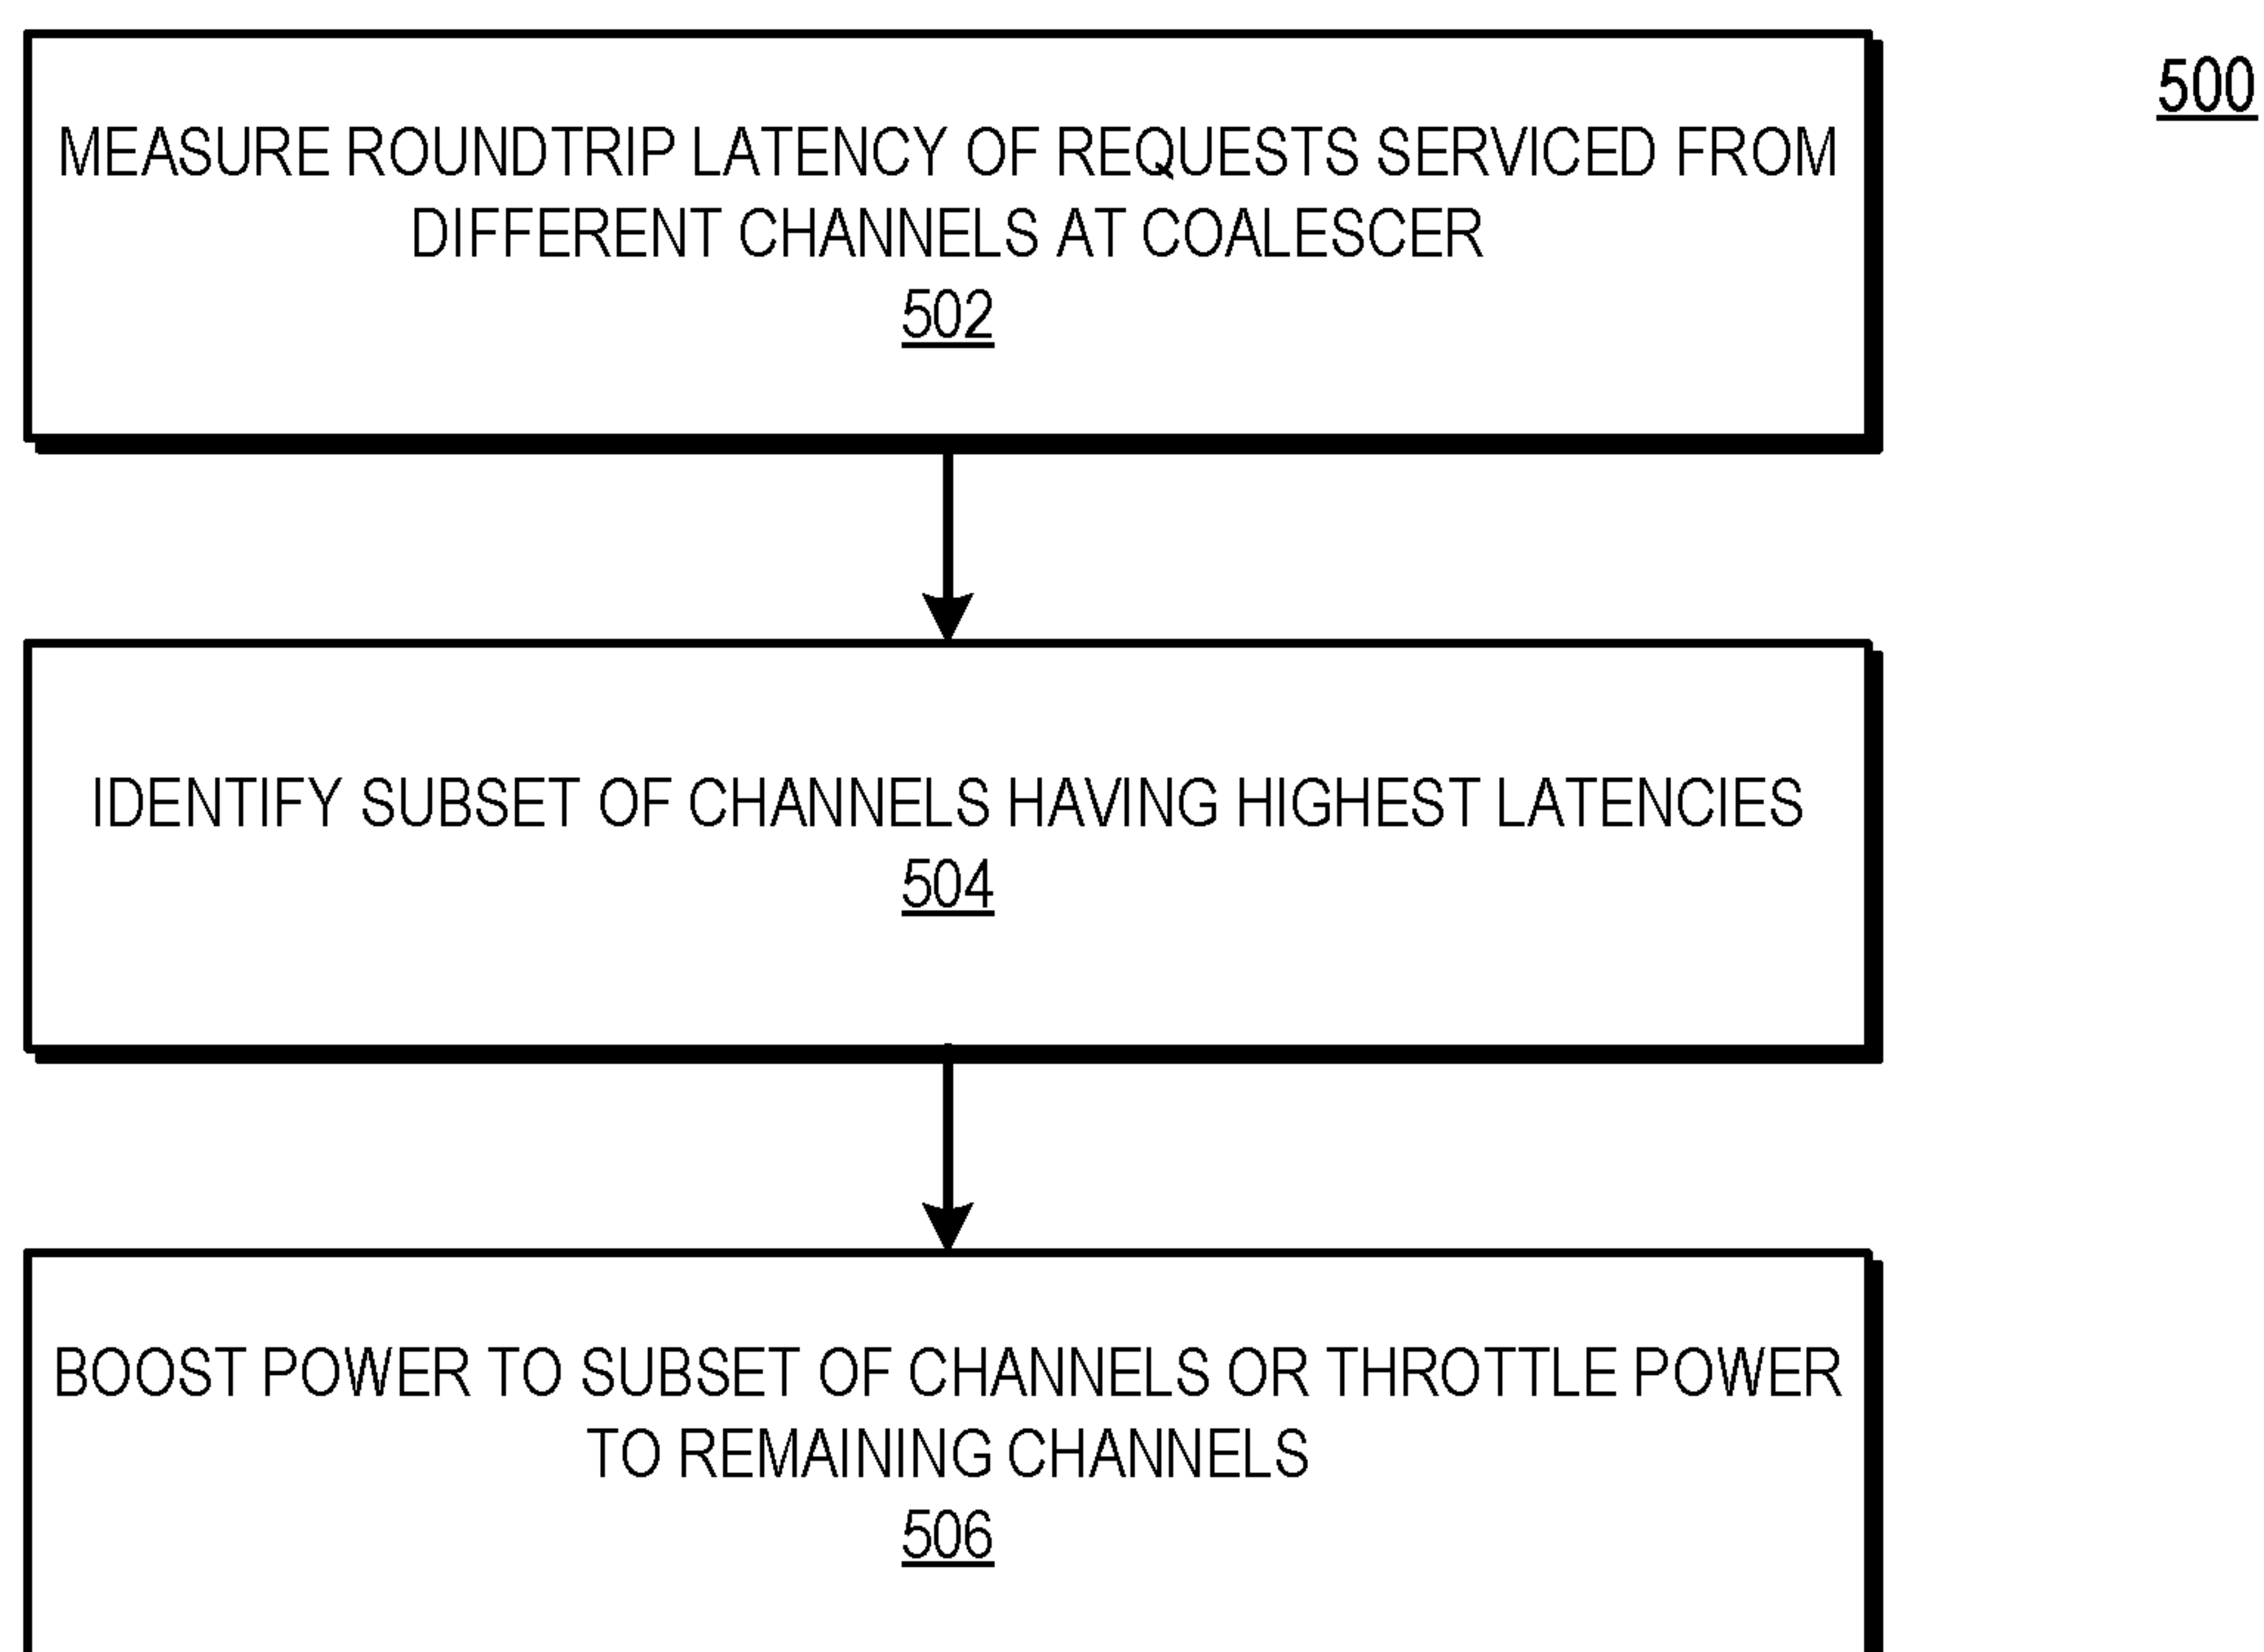 500
MEASURE ROUNDTRIP LATENCY OF REQUESTS SERVICED FROM
DIFFERENT CHANNELS AT COALESCER
502
IDENTIFY SUBSET OF CHANNELS HAVING HIGHEST LATENCIES
504
BOOST POWER TO SUBSET OF CHANNELS OR THROTTLE POWER
TO REMAINING CHANNELS
506